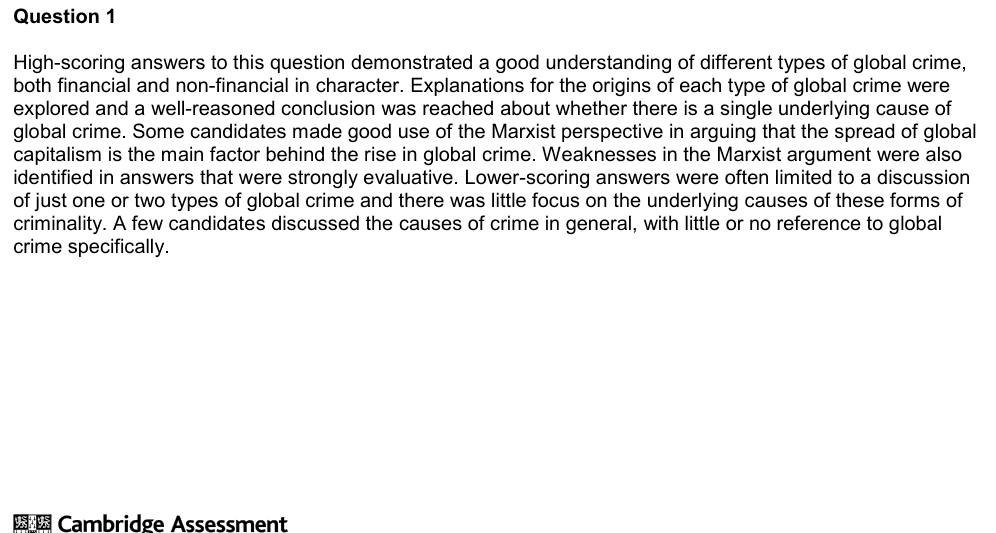 Question 1
High-scoring answers to this question demonstrated a good understanding of different types of global crime,
both financial and non-financial in character. Explanations for the origins of each type of global crime were
explored and a well-reasoned conclusion was reached about whether there is a single underlying cause of
global crime. Some candidates made good use of the Marxist perspective in arguing that the spread of global
capitalism is the main factor behind the rise in global crime. Weaknesses in the Marxist argument were also
identified in answers that were strongly evaluative. Lower-scoring answers were often limited to a discussion
of just one or two types of global crime and there was little focus on the underlying causes of these forms of
criminality. A few candidates discussed the causes of crime in general, with little or no reference to global
crime specifically.
Cambridge Assessment